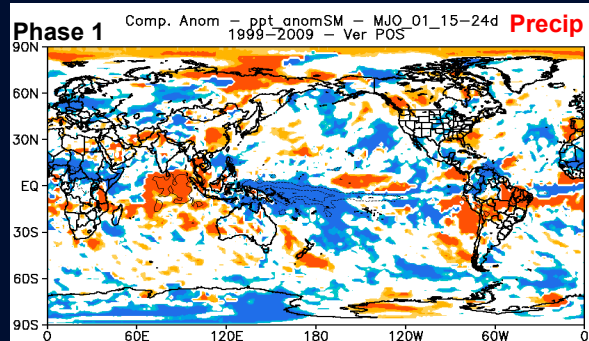 Phase 1
Comp. Anom – ppt_anomSM – MJO_01_15-24d
Precip
1999-2009 – Ver POS
90N
60N
30N
EQ
30S
60S
90S
0 60E 120E 180 120W 60W 0